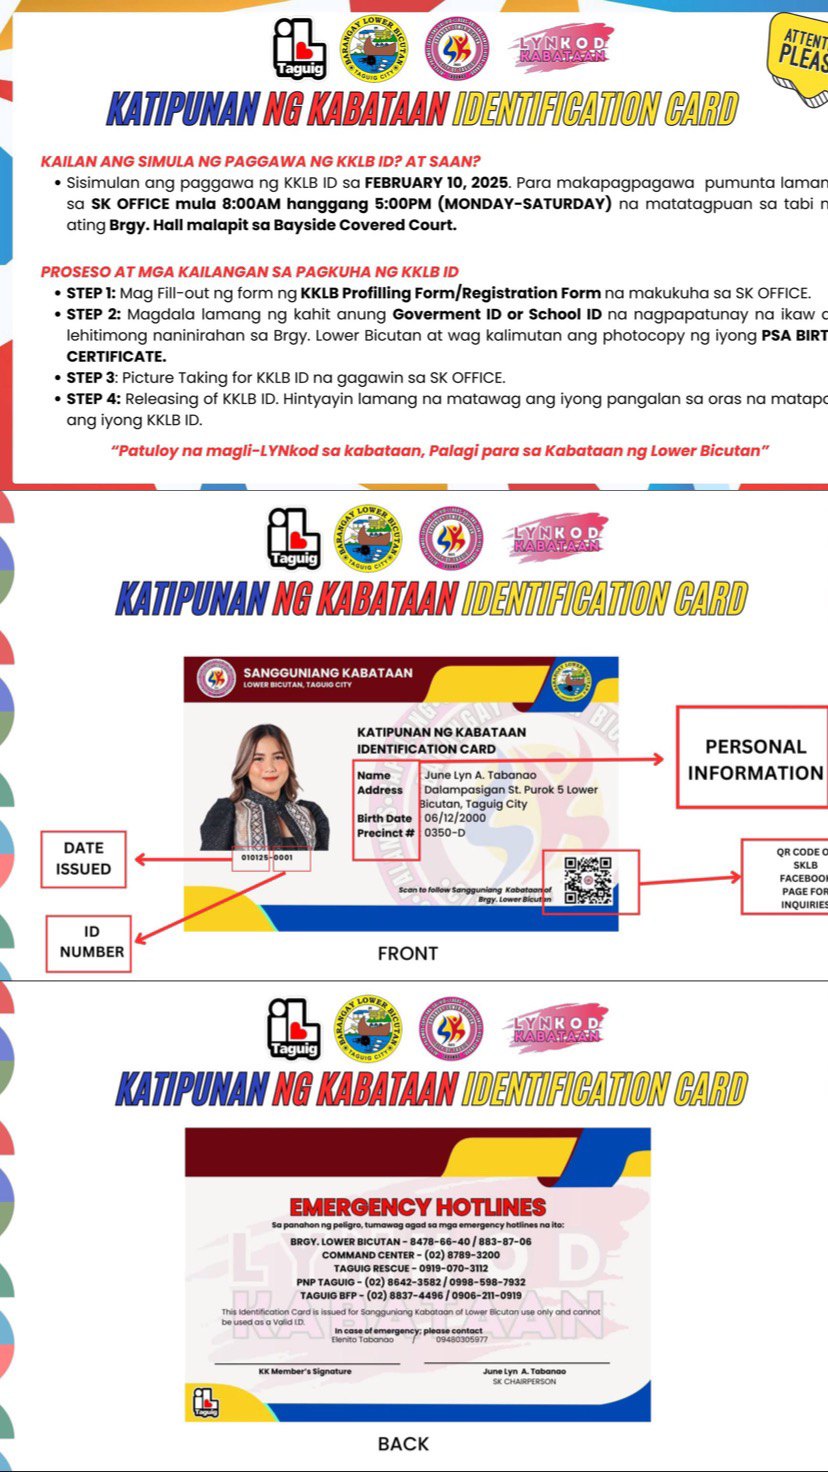 iL
Taguig
BARANGAY LOWER BICUTAN
TAGUIG CITY
SK
LYNKOD
KABATAAN
ATTENT
PLEAS
KATIPUNAN NG KABATAAN IDENTIFICATION CARD
KAILAN ANG SIMULA NG PAGGAWA NG KKLB ID? AT SAAN?
• Sisimulan ang paggawa ng KKLB ID sa FEBRUARY 10, 2025. Para makapagpagawa pumunta laman
sa SK OFFICE mula 8:00AM hanggang 5:00PM (MONDAY-SATURDAY) na matatagpuan sa tabi n
ating Brgy. Hall malapit sa Bayside Covered Court.
PROSESO AT MGA KAILANGAN SA PAGKUHA NG KKLB ID
• STEP 1: Mag Fill-out ng form ng KKLB Profilling Form/Registration Form na makukuha sa SK OFFICE.
• STEP 2: Magdala lamang ng kahit anung Goverment ID or School ID na nagpapatunay na ikaw a
lehitimong naninirahan sa Brgy. Lower Bicutan at wag kalimutan ang photocopy ng iyong PSA BIRT
CERTIFICATE.
• STEP 3: Picture Taking for KKLB ID na gagawin sa SK OFFICE.
• STEP 4: Releasing of KKLB ID. Hintyayin lamang na matawag ang iyong pangalan sa oras na matapo
ang iyong KKLB ID.
“Patuloy na magli-LYNkod sa kabataan, Palagi para sa Kabataan ng Lower Bicutan”
iL
Taguig
BARANGAY LOWER BICUTAN
TAGUIG CITY
SK
LYNKOD
KABATAAN
KATIPUNAN NG KABATAAN IDENTIFICATION CARD
SANGGUNIANG KABATAAN
LOWER BICUTAN, TAGUIG CITY
KATIPUNAN NG KABATAAN
IDENTIFICATION CARD
Name : June Lyn A. Tabanao
Address : Dalampasigan St. Purok 5 Lower
Bicutan, Taguig City
Birth Date : 06/12/2000
Precinct # : 0350-D
010125-0001
Scan to follow Sangguniang Kabataan of
Brgy. Lower Bicutan
PERSONAL
INFORMATION
DATE
ISSUED
ID
NUMBER
QR CODE O
SKLB
FACEBOOK
PAGE FOR
INQUIRIES
FRONT
iL
Taguig
BARANGAY LOWER BICUTAN
TAGUIG CITY
SK
LYNKOD
KABATAAN
KATIPUNAN NG KABATAAN IDENTIFICATION CARD
EMERGENCY HOTLINES
Sa panahon ng peligro, tumawag agad sa mga emergency hotlines na ito:
BRGY. LOWER BICUTAN - 8478-66-40 / 883-87-06
COMMAND CENTER - (02) 8789-3200
TAGUIG RESCUE - 0919-070-3112
PNP TAGUIG - (02) 8642-3582 / 0998-598-7932
TAGUIG BFP - (02) 8837-4496 / 0906-211-0919
LYNKOD
KABATAAN
This Identification Card is issued for Sangguniang Kabataan of Lower Bicutan use only and cannot
be used as a Valid I.D.
In case of emergency; please contact
Elenito Tabanao / 09480305977
KK Member's Signature
June Lyn A. Tabanao
SK CHAIRPERSON
iL
Taguig
BACK